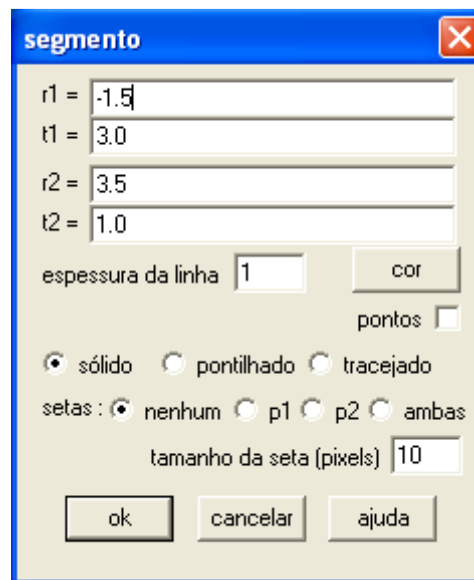 segmento
r1 = -1.5
t1 = 3.0
r2 = 3.5
t2 = 1.0
espessura da linha 1 cor
pontos
sólido pontilhado tracejado
setas : nenhum p1 p2 ambas
tamanho da seta (pixels) 10
ok cancelar ajuda